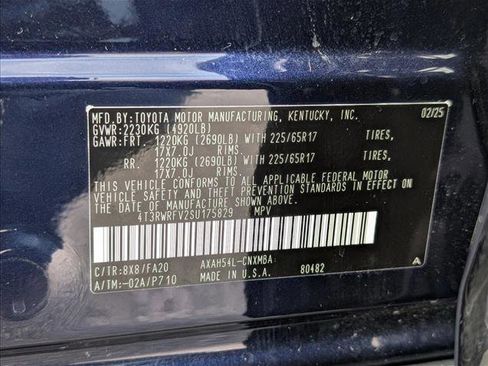 MFD. BY: TOYOTA MOTOR MANUFACTURING, KENTUCKY, INC. 02/25
GVWR: 2230KG (4920LB)
GAWR: FRT. 1220KG (2690LB) WITH 225/65R17 TIRES,
17X7.0J RIMS.
RR. 1220KG (2690LB) WITH 225/65R17 TIRES,
17X7.0J RIMS.
THIS VEHICLE CONFORMS TO ALL APPLICABLE FEDERAL MOTOR
VEHICLE SAFETY AND THEFT PREVENTION STANDARDS IN EFFECT ON
THE DATE OF MANUFACTURE SHOWN ABOVE.
4T3RWRFV2SU175829 MPV
C/TR: 8X8/FA20 AXAH54L-CNXMBA
A/TM: -02A/P710 MADE IN U.S.A. 80482 A